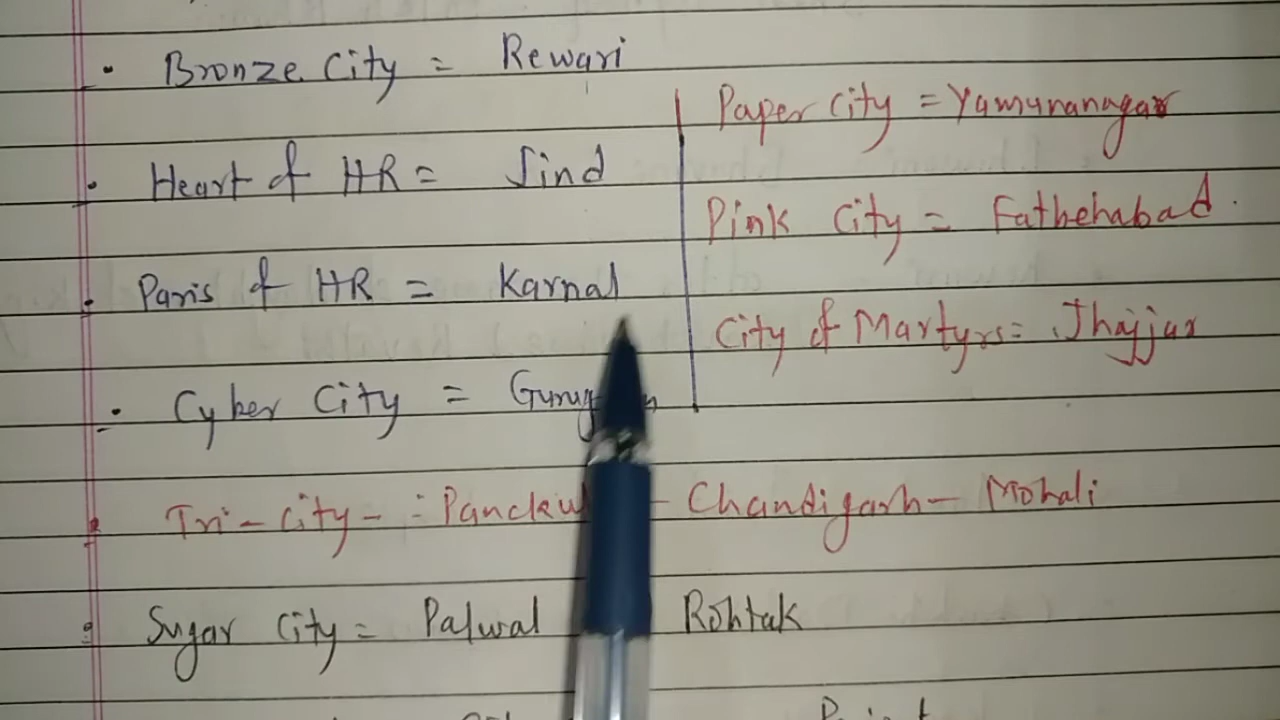 Bronze City = Rewari
Heart of HR = Jind
Paris of HR = Karnal
Cyber City =
Paper City = Yamunanagar
Pink City = Fatbehabad
City of Martyrs = Jhajjar
Tri-City- : Chandigarh - Mohali
Sugar City = Palwal Rohtak